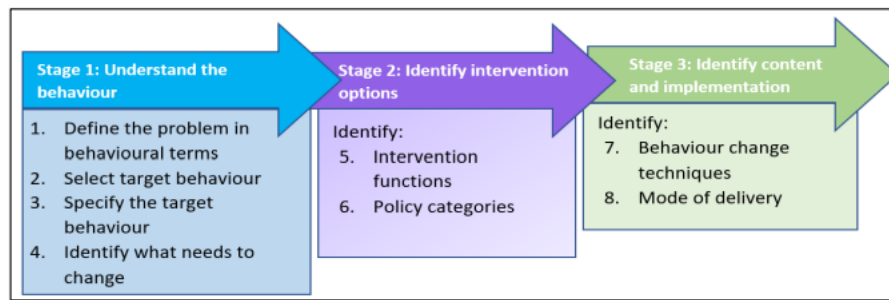 Stage 1: Understand the
behaviour
1. Define the problem in
behavioural terms
2. Select target behaviour
3. Specify the target
behaviour
4. Identify what needs to
change
Stage 2: Identify intervention
options
Identify:
5. Intervention
functions
6. Policy categories
Stage 3: Identify content
and implementation
Identify:
7. Behaviour change
techniques
8. Mode of delivery